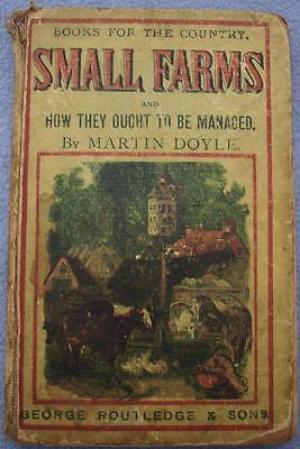 BOOKS FOR THE COUNTRY.
SMALL FARMS
AND
HOW THEY OUGHT TO BE MANAGED.
By MARTIN DOYLE.
GEORGE ROUTLEDGE & SONS